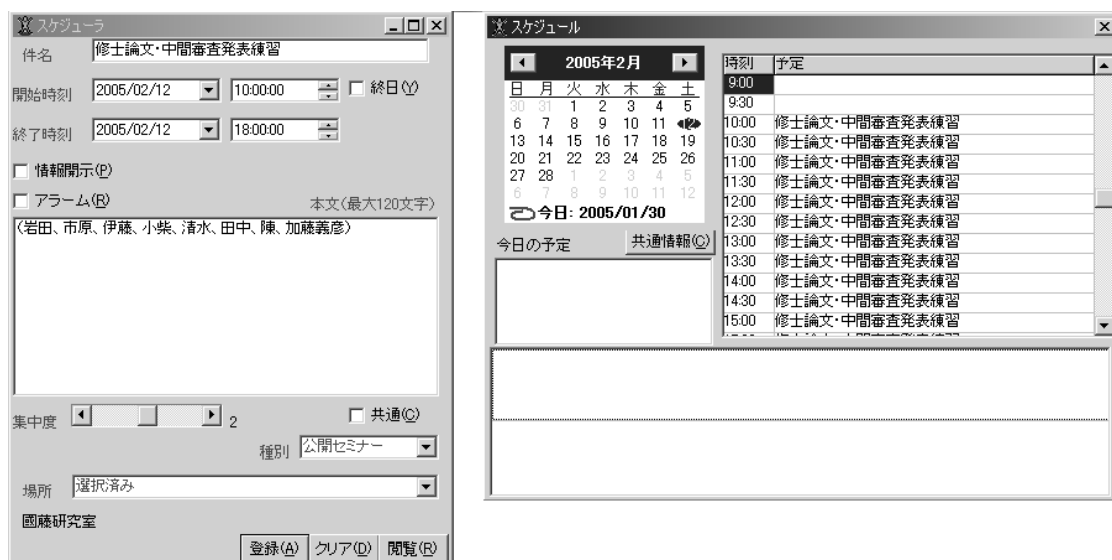 スケジューラ
件名 修士論文・中間審査発表練習
開始時刻 2005/02/12 10:00:00 終日(Y)
終了時刻 2005/02/12 18:00:00
情報開示(P)
アラーム(R) 本文(最大120文字)
(岩田、市原、伊藤、小柴、清水、田中、陳、加藤義彦)
集中度 2 共通(C)
種別 公開セミナー
場所 選択済み
國藤研究室
登録(A) クリア(D) 閲覧(R)
スケジュール
2005年2月
日 月 火 水 木 金 土
30 31 1 2 3 4 5
6 7 8 9 10 11 12
13 14 15 16 17 18 19
20 21 22 23 24 25 26
27 28 1 2 3 4 5
6 7 8 9 10 11 12
今日: 2005/01/30
今日の予定 共通情報(C)
時刻 予定
9:00
9:30
10:00 修士論文・中間審査発表練習
10:30 修士論文・中間審査発表練習
11:00 修士論文・中間審査発表練習
11:30 修士論文・中間審査発表練習
12:00 修士論文・中間審査発表練習
12:30 修士論文・中間審査発表練習
13:00 修士論文・中間審査発表練習
13:30 修士論文・中間審査発表練習
14:00 修士論文・中間審査発表練習
14:30 修士論文・中間審査発表練習
15:00 修士論文・中間審査発表練習